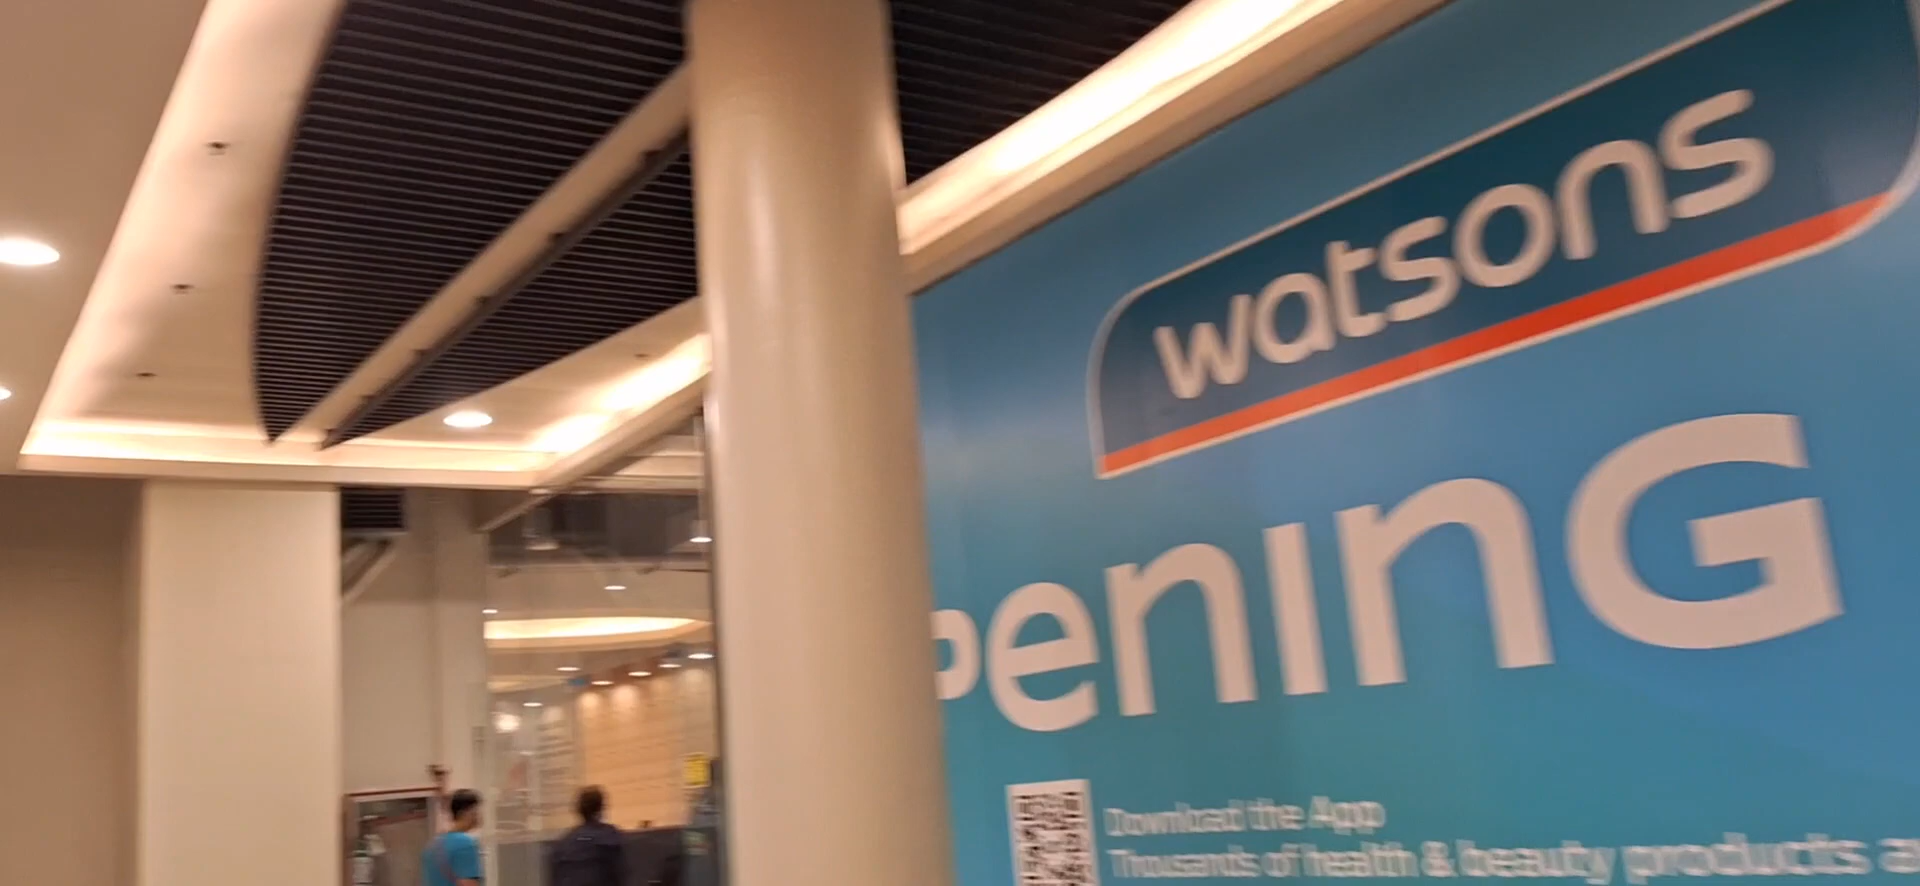 watsons
pening
Download the App
Thousands of health & beauty products a